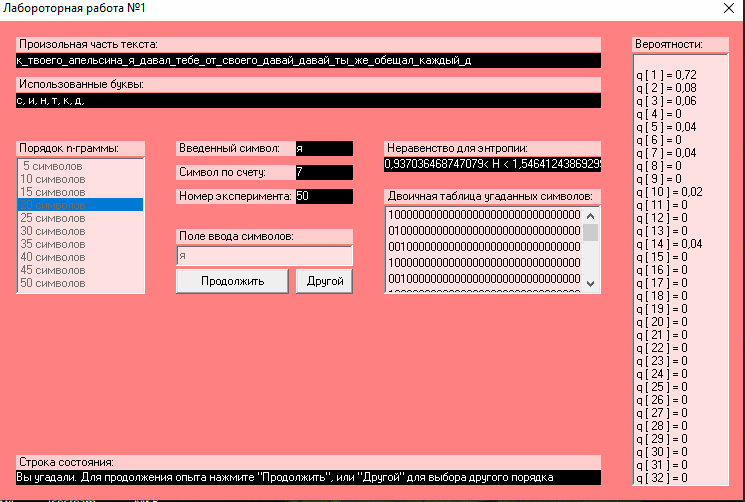 Лабороторная работа №1
Произольная часть текста:
к_твоего_апельсина_я_давал_тебе_от_своего_давай_давай_ты_же_обещал_каждый_д
Использованные буквы:
с, и, н, т, к, д,
Порядок n-граммы:
5 символов
10 символов
15 символов
20 символов
25 символов
30 символов
35 символов
40 символов
45 символов
50 символов
Введенный символ: я
Символ по счету: 7
Номер эксперимента: 50
Поле ввода символов:
я
Продолжить
Другой
Неравенство для энтропии:
0,937036468747079< H < 1,5464124386929
Двоичная таблица угаданных символов:
10000000000000000000000000000000
01000000000000000000000000000000
00100000000000000000000000000000
10000000000000000000000000000000
00100000000000000000000000000000
Вероятности:
q [ 1 ] = 0,72
q [ 2 ] = 0,08
q [ 3 ] = 0,06
q [ 4 ] = 0
q [ 5 ] = 0,04
q [ 6 ] = 0
q [ 7 ] = 0,04
q [ 8 ] = 0
q [ 9 ] = 0
q [ 10 ] = 0,02
q [ 11 ] = 0
q [ 12 ] = 0
q [ 13 ] = 0
q [ 14 ] = 0,04
q [ 15 ] = 0
q [ 16 ] = 0
q [ 17 ] = 0
q [ 18 ] = 0
q [ 19 ] = 0
q [ 20 ] = 0
q [ 21 ] = 0
q [ 22 ] = 0
q [ 23 ] = 0
q [ 24 ] = 0
q [ 25 ] = 0
q [ 26 ] = 0
q [ 27 ] = 0
q [ 28 ] = 0
q [ 29 ] = 0
q [ 30 ] = 0
q [ 31 ] = 0
q [ 32 ] = 0
Строка состояния:
Вы угадали. Для продолжения опыта нажмите "Продолжить", или "Другой" для выбора другого порядка